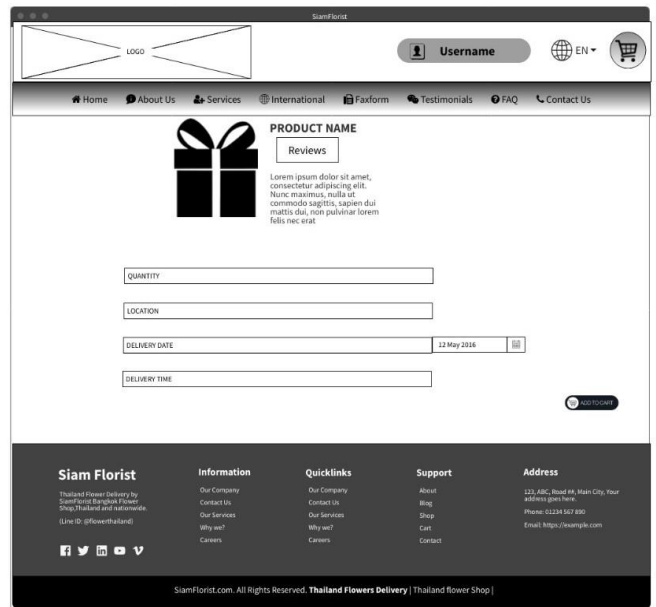 SiamFlorist
LOGO
Username
EN
Home About Us Services International Faxform Testimonials FAQ Contact Us
PRODUCT NAME
Reviews
Lorem ipsum dolor sit amet,
consectetur adipiscing elit.
Nunc maximus, nulla ut
commodo sagittis, sapien dui
mattis dui, non pulvinar lorem
felis nec erat
QUANTITY
LOCATION
DELIVERY DATE
12 May 2016
DELIVERY TIME
ADD TO CART
Siam Florist
Thailand Flower Delivery by
SiamFlorist Bangkok Flower
Shop,Thailand and nationwide.
(Line ID: @flowerthailand)
Information
Our Company
Contact Us
Our Services
Why we?
Careers
Quicklinks
Our Company
Contact Us
Our Services
Why we?
Careers
Support
About
Blog
Shop
Cart
Contact
Address
123, ABC, Road ##, Main City, Your
address goes here.
Phone: 01234 567 890
Email: https://example.com
SiamFlorist.com. All Rights Reserved. Thailand Flowers Delivery | Thailand flower Shop |